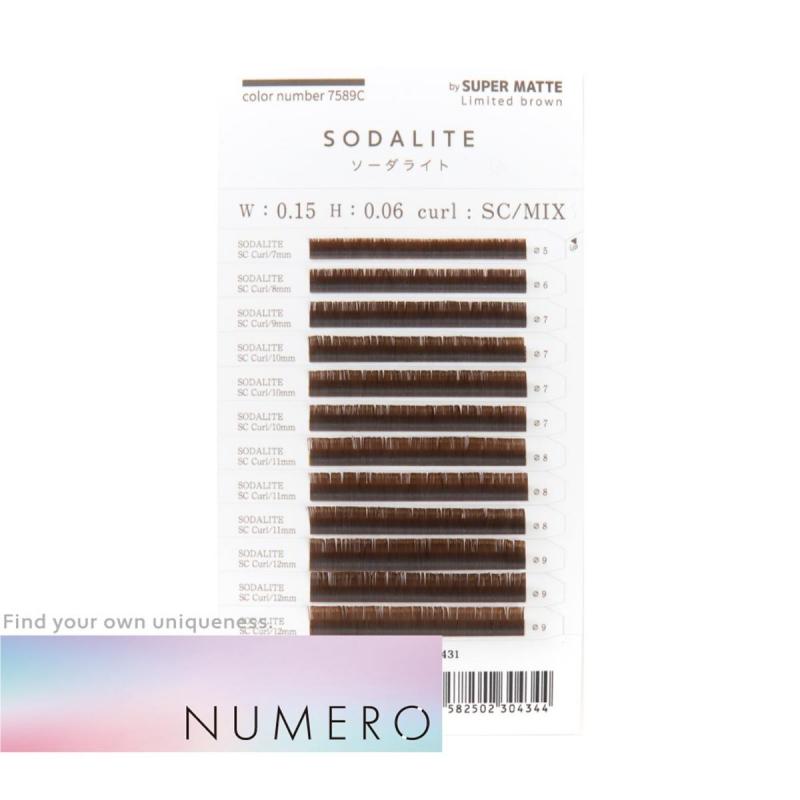 color number 7589C
by SUPER MATTE
Limited brown
SODALITE
ソーダライト
W : 0.15 H : 0.06 curl : SC/MIX
SODALITE
SC Curl/7mm
⌀ 5
SODALITE
SC Curl/8mm
⌀ 6
SODALITE
SC Curl/9mm
⌀ 7
SODALITE
SC Curl/10mm
⌀ 7
SODALITE
SC Curl/10mm
⌀ 7
SODALITE
SC Curl/10mm
⌀ 7
SODALITE
SC Curl/11mm
⌀ 8
SODALITE
SC Curl/11mm
⌀ 8
SODALITE
SC Curl/11mm
⌀ 8
SODALITE
SC Curl/12mm
⌀ 9
SODALITE
SC Curl/12mm
⌀ 9
SODALITE
SC Curl/12mm
⌀ 9
Find your own uniqueness.
NUMERO
431
582502 304344